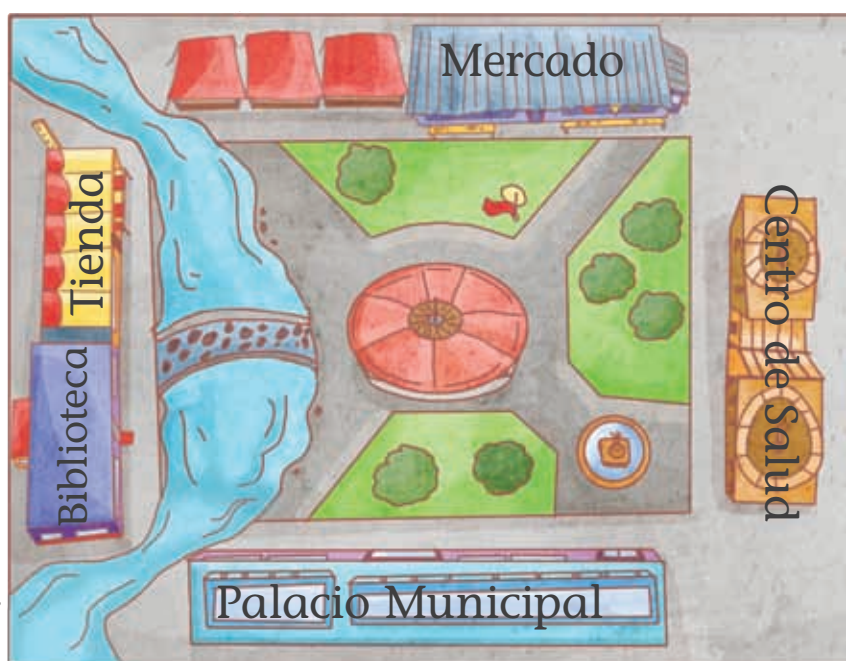 Mercado
Tienda
Centro de Salud
Biblioteca
Palacio Municipal